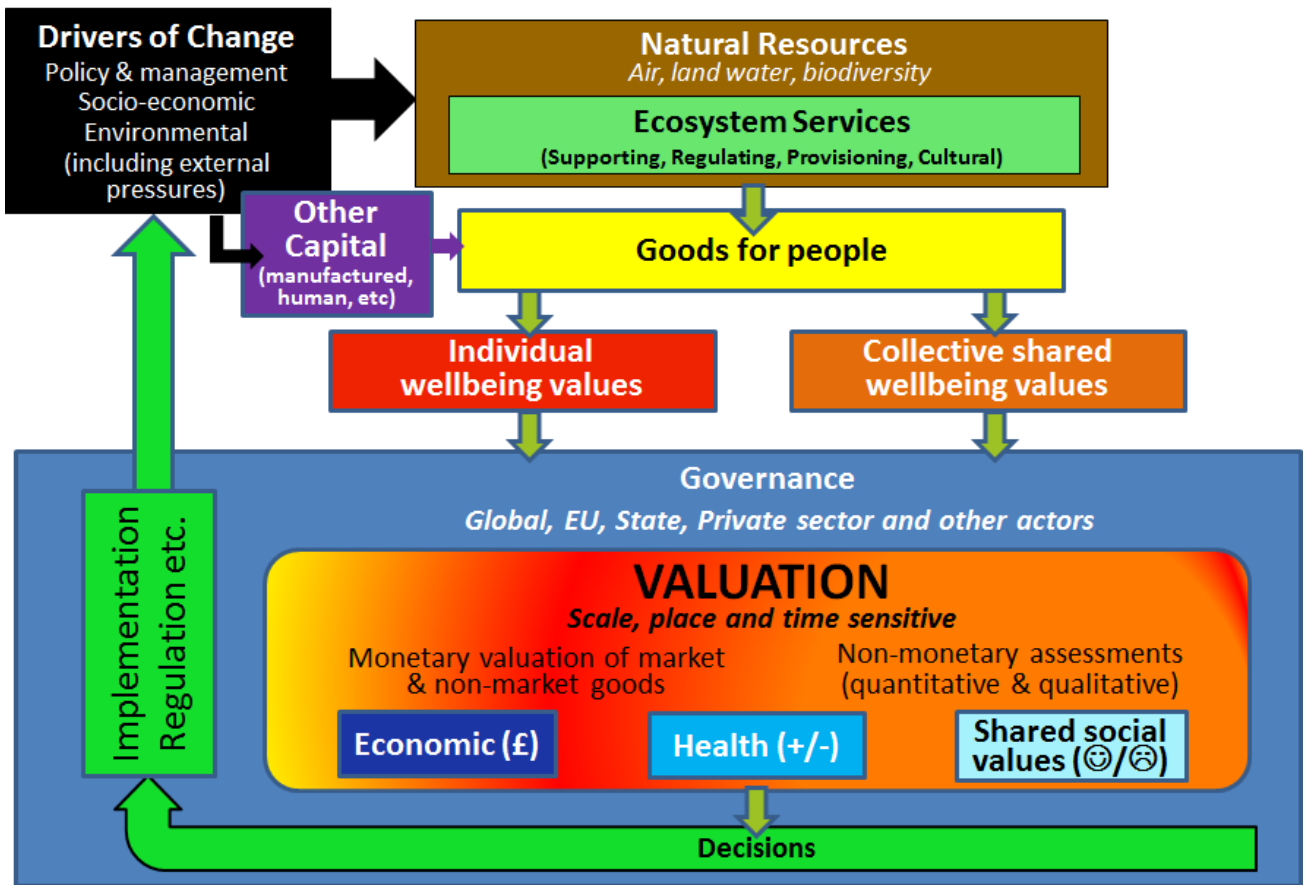 Drivers of Change
Policy & management
Socio-economic
Environmental
(including external
pressures)
Natural Resources
Air, land water, biodiversity
Ecosystem Services
(Supporting, Regulating, Provisioning, Cultural)
Other
Capital
(manufactured,
human, etc)
Goods for people
Individual
wellbeing values
Collective shared
wellbeing values
Governance
Global, EU, State, Private sector and other actors
Implementation
Regulation etc.
VALUATION
Scale, place and time sensitive
Monetary valuation of market
& non-market goods
Non-monetary assessments
(quantitative & qualitative)
Economic (£)
Health (+/-)
Shared social
values (☺/☹)
Decisions